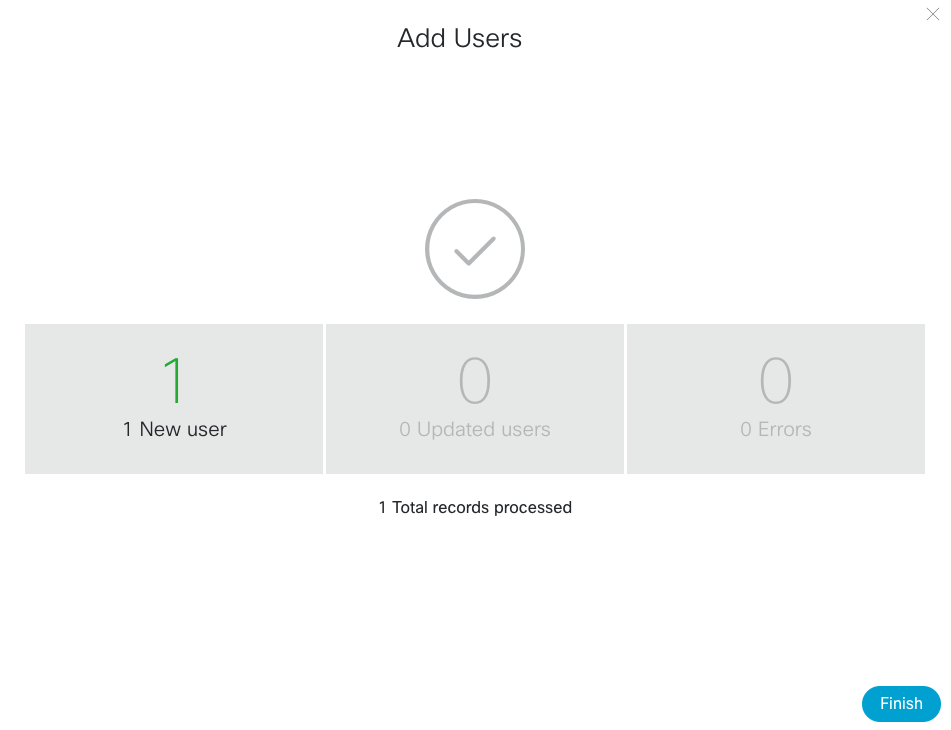 Add Users
1
1 New user
0
0 Updated users
0
0 Errors
1 Total records processed
Finish